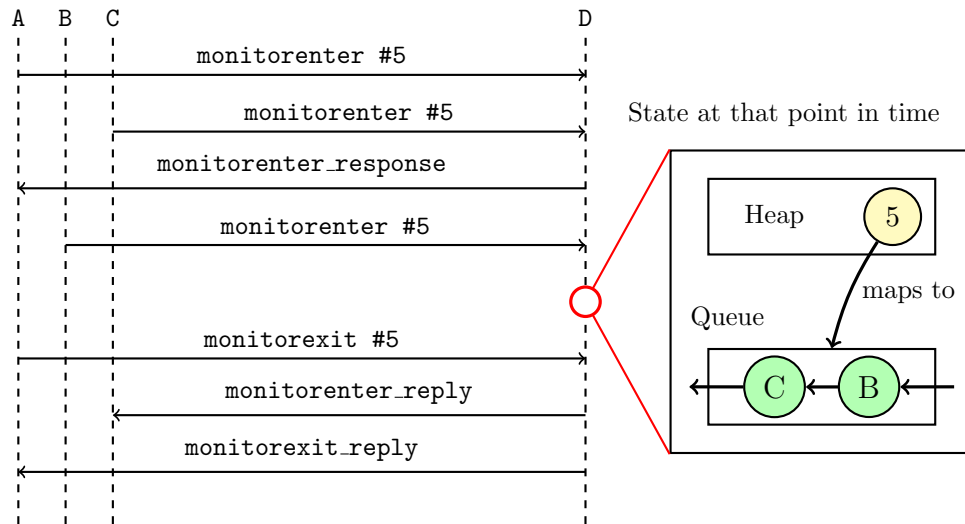 A B C D
monitorenter #5
monitorenter #5
monitorenter_response
monitorenter #5
monitorexit #5
monitorenter_reply
monitorexit_reply
State at that point in time
Heap 5
maps to
Queue
C B